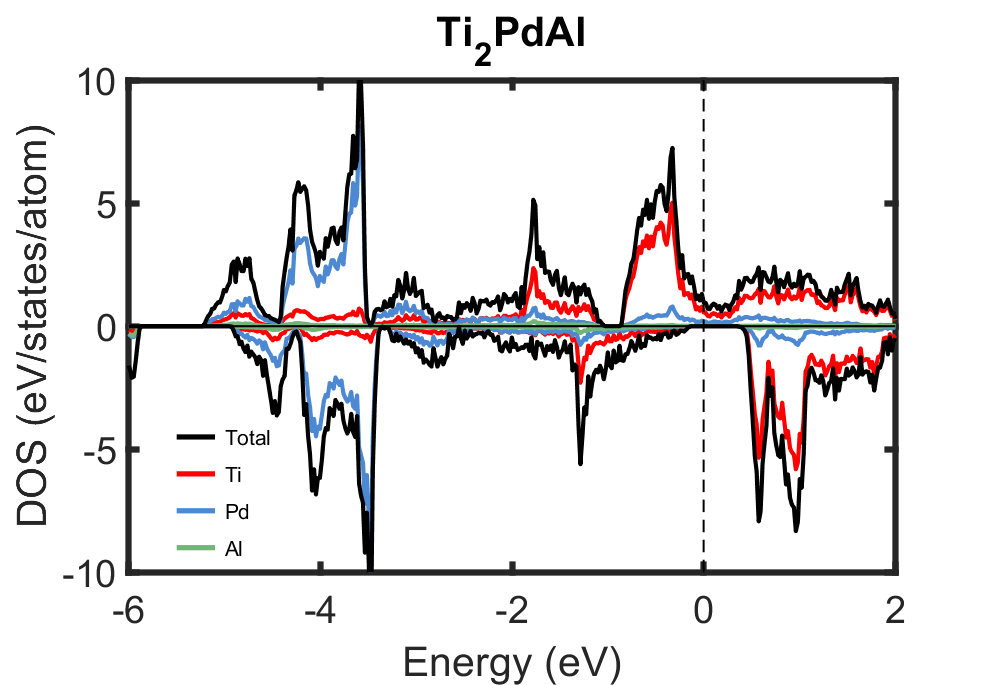 Ti₂PdAl
DOS (eV/states/atom)
10
5
0
-5
-10
Total
Ti
Pd
Al
-6 -4 -2 0 2
Energy (eV)